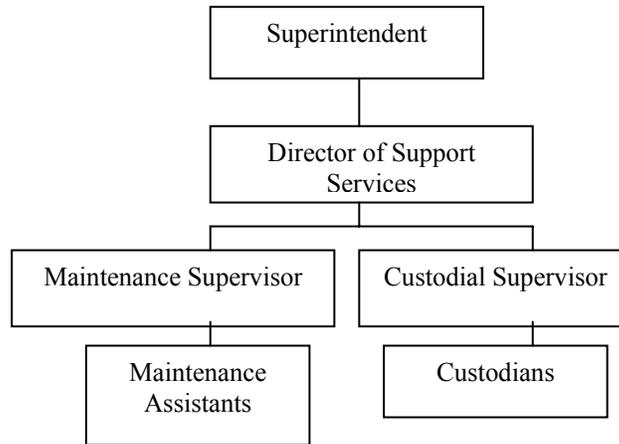 Superintendent
Director of Support
Services
Maintenance Supervisor
Custodial Supervisor
Maintenance
Assistants
Custodians